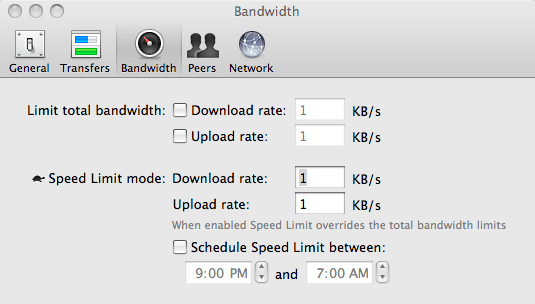 Bandwidth
General Transfers Bandwidth Peers Network
Limit total bandwidth: Download rate: 1 KB/s
Upload rate: 1 KB/s
Speed Limit mode: Download rate: 1 KB/s
Upload rate: 1 KB/s
When enabled Speed Limit overrides the total bandwidth limits
Schedule Speed Limit between:
9:00 PM and 7:00 AM